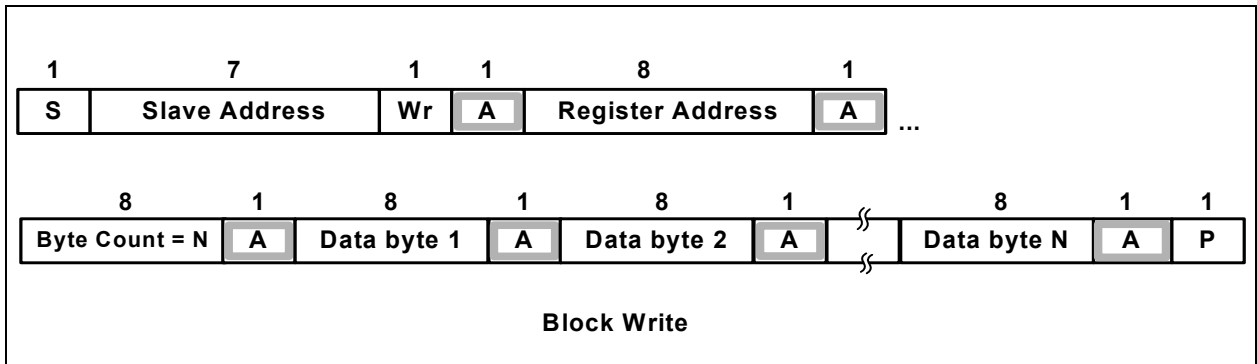 1 7 1 1 8 1
S Slave Address Wr A Register Address A ...
8 1 8 1 8 1 8 1 1
Byte Count = N A Data byte 1 A Data byte 2 A Data byte N A P
Block Write